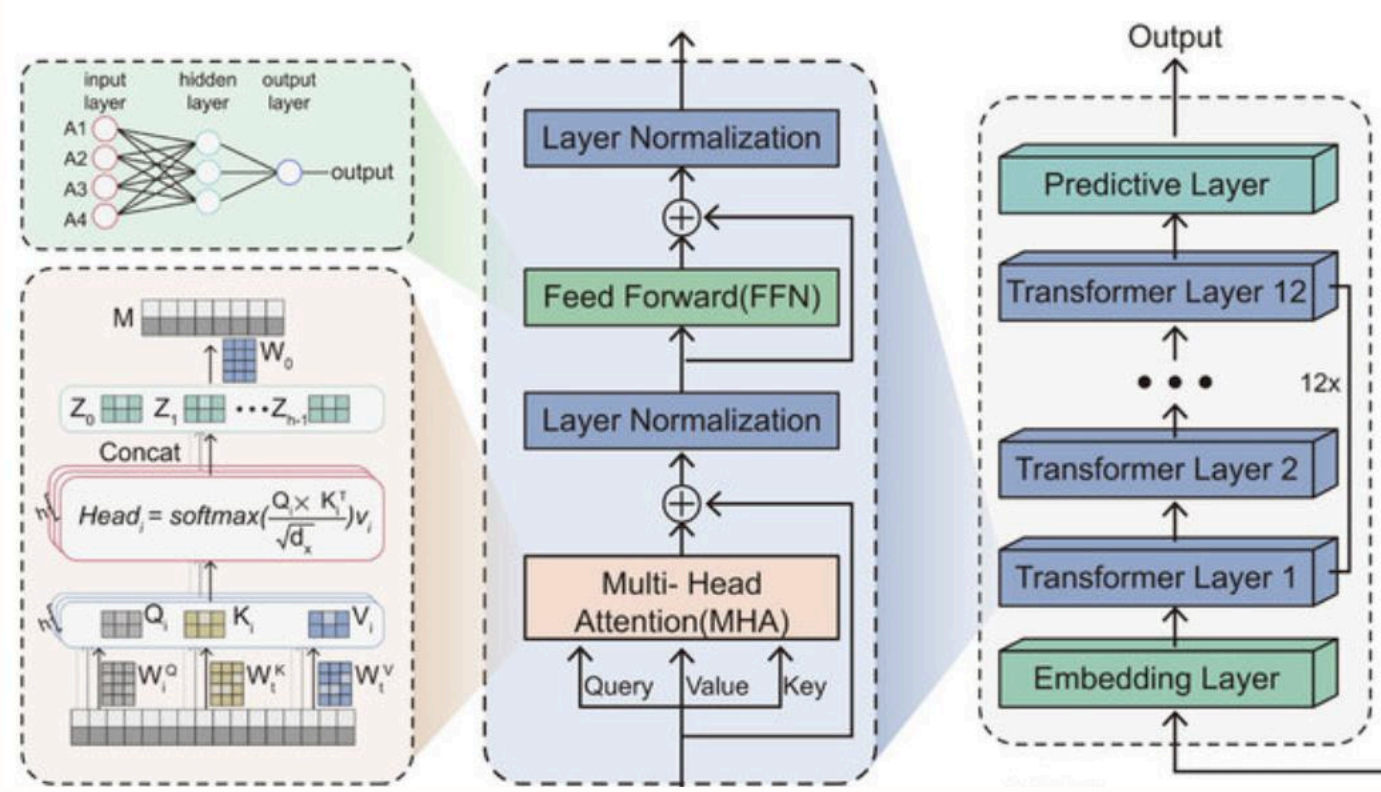 input
layer
hidden
layer
output
layer
A1
A2
A3
A4
output
M
W0
Z0
Z1
•••Zh-1
Concat
h
Headi = softmax(Qi× KiT/√dx)vi
h
Qi
Ki
Vi
WiQ
WtK
WtV
Layer Normalization
+
Feed Forward(FFN)
Layer Normalization
+
Multi- Head
Attention(MHA)
Query
Value
Key
Output
Predictive Layer
Transformer Layer 12
•••
12x
Transformer Layer 2
Transformer Layer 1
Embedding Layer